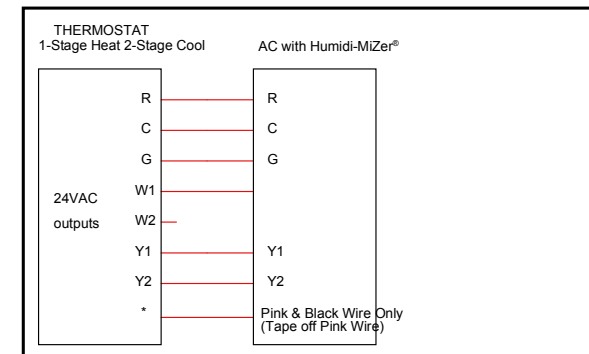 THERMOSTAT
1-Stage Heat 2-Stage Cool
AC with Humidi-MiZer®
R R
C C
G G
W1
24VAC
outputs
W2
Y1 Y1
Y2 Y2
* Pink & Black Wire Only
(Tape off Pink Wire)